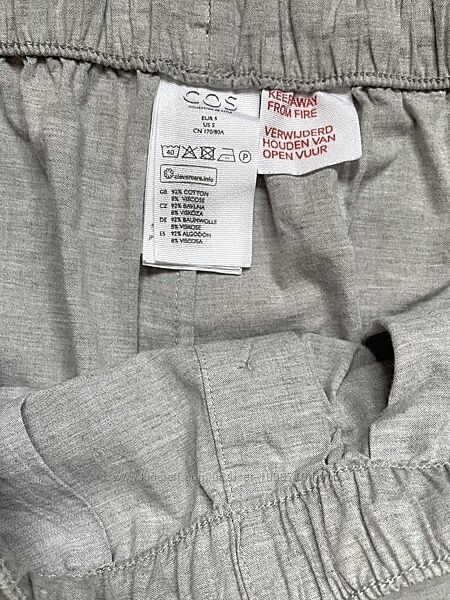 COS
EUR S
US S
CN 170/80A
40
P
clevercare.info
GB: 92% COTTON
8% VISCOSE
CZ: 92% BAVLNA
8% VISKÓZA
DE: 92% BAUMWOLLE
8% VISKOSE
ES: 92% ALGODÓN
8% VISCOSA
KEEP AWAY
FROM FIRE
VERWIJDERD
HOUDEN VAN
OPEN VUUR